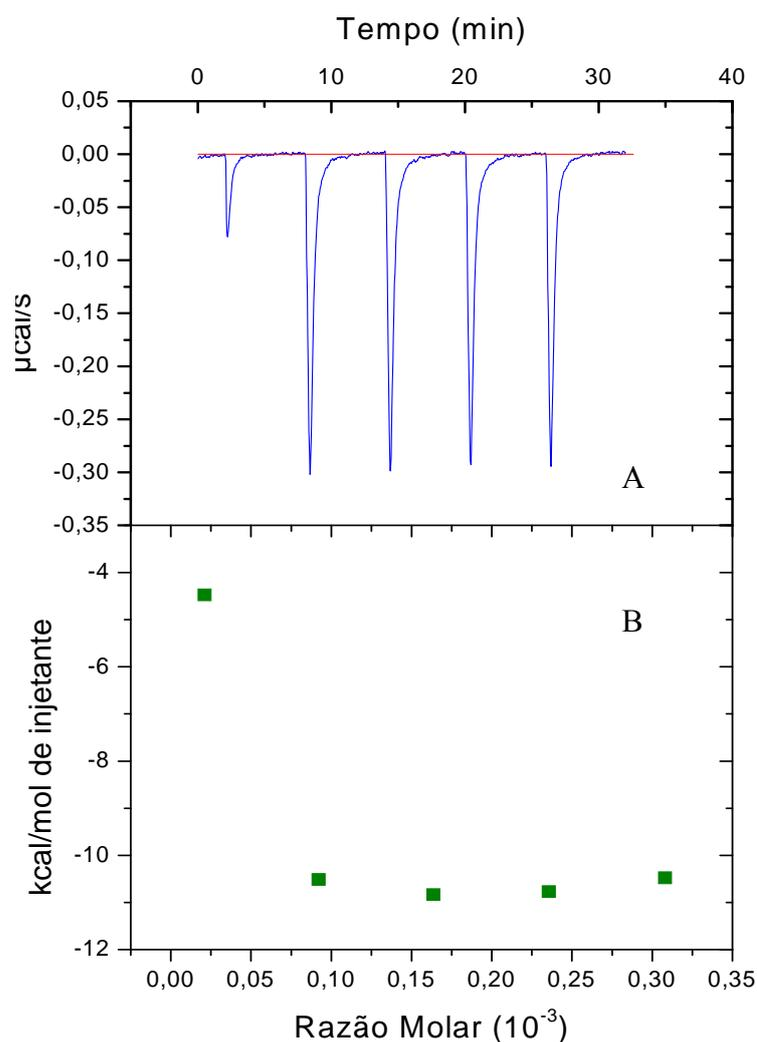 Tempo (min)
0 10 20 30 40
0,05
0,00
-0,05
-0,10
-0,15
-0,20
-0,25
-0,30
-0,35
µcal/s
A
-4
-6
-8
-10
-12
kcal/mol de injetante
B
0,00 0,05 0,10 0,15 0,20 0,25 0,30 0,35
Razão Molar (10⁻³)